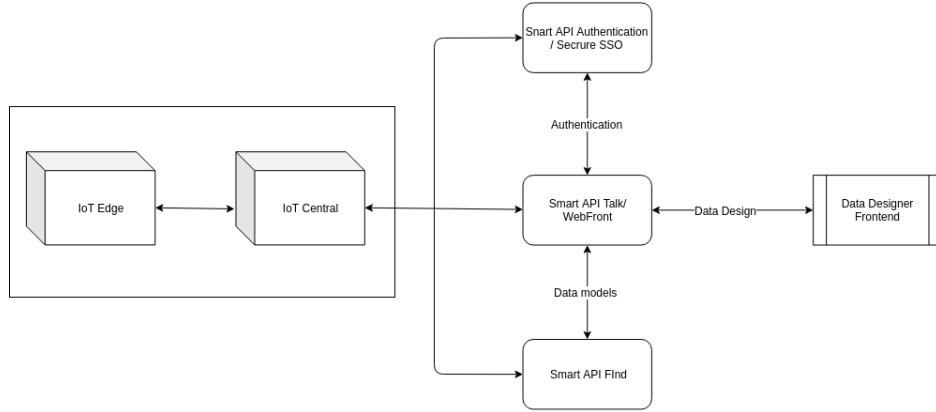 Snart API Authentication
/ Secrure SSO
Authentication
IoT Edge
IoT Central
Smart API Talk/
WebFront
Data Design
Data Designer
Frontend
Data models
Smart API FInd